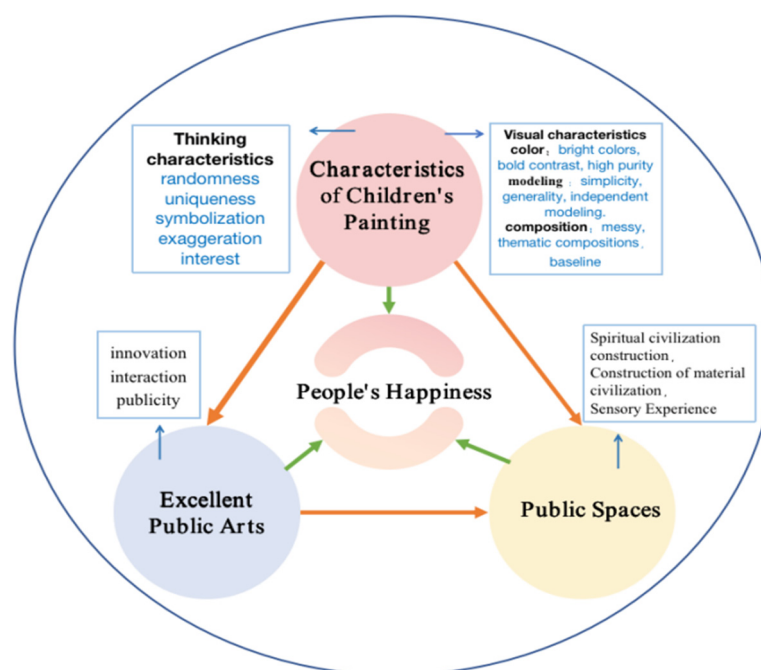 Thinking
characteristics
randomness
uniqueness
symbolization
exaggeration
interest
Characteristics
of Children's
Painting
Visual characteristics
color；bright colors,
bold contrast, high purity
modeling；simplicity,
generality, independent
modeling.
composition；messy,
thematic compositions、
baseline
innovation
interaction
publicity
People's Happiness
Spiritual civilization
construction、
Construction of material
civilization、
Sensory Experience
Excellent
Public Arts
Public Spaces